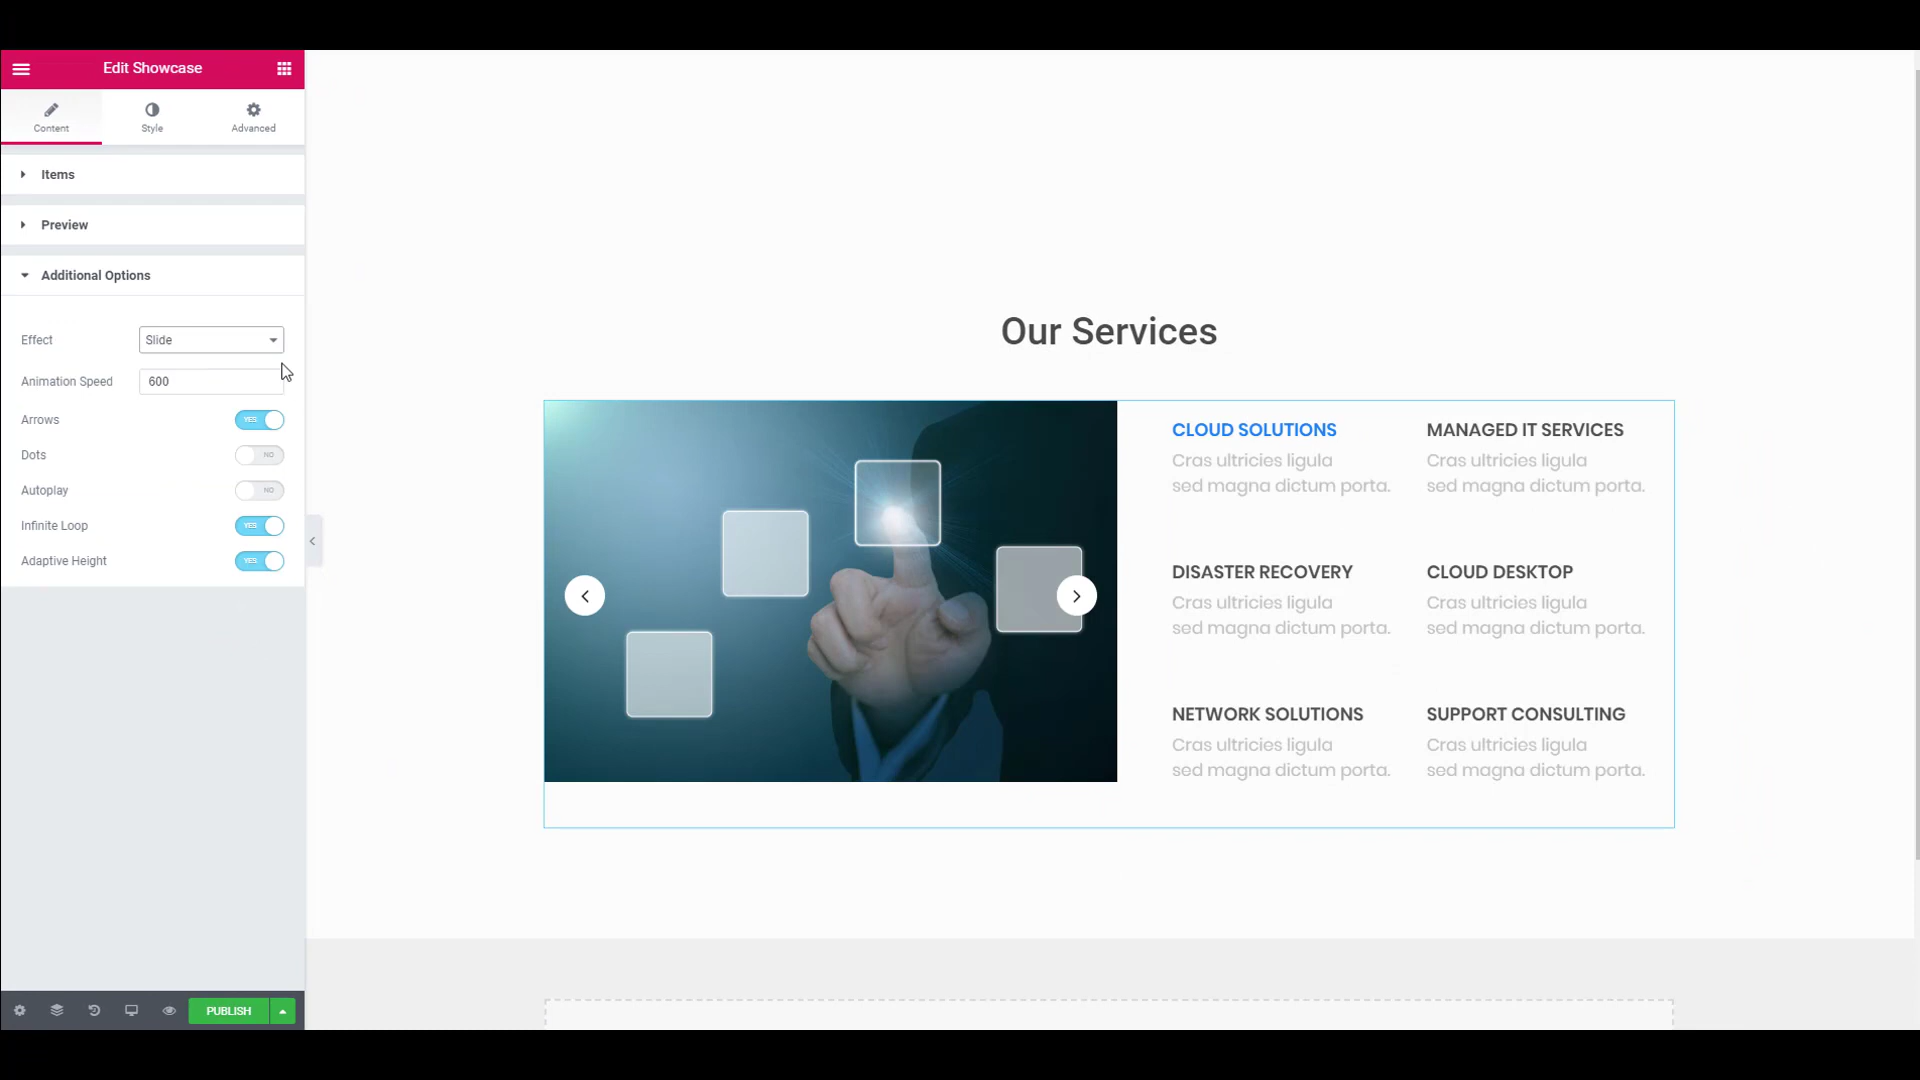 Edit Showcase
Content
Style
Advanced
Items
Preview
Additional Options
Effect
Slide
Animation Speed
600
Arrows
YES
Dots
NO
Autoplay
NO
Infinite Loop
YES
Adaptive Height
YES
PUBLISH
Our Services
CLOUD SOLUTIONS
Cras ultricies ligula
sed magna dictum porta.
MANAGED IT SERVICES
Cras ultricies ligula
sed magna dictum porta.
DISASTER RECOVERY
Cras ultricies ligula
sed magna dictum porta.
CLOUD DESKTOP
Cras ultricies ligula
sed magna dictum porta.
NETWORK SOLUTIONS
Cras ultricies ligula
sed magna dictum porta.
SUPPORT CONSULTING
Cras ultricies ligula
sed magna dictum porta.